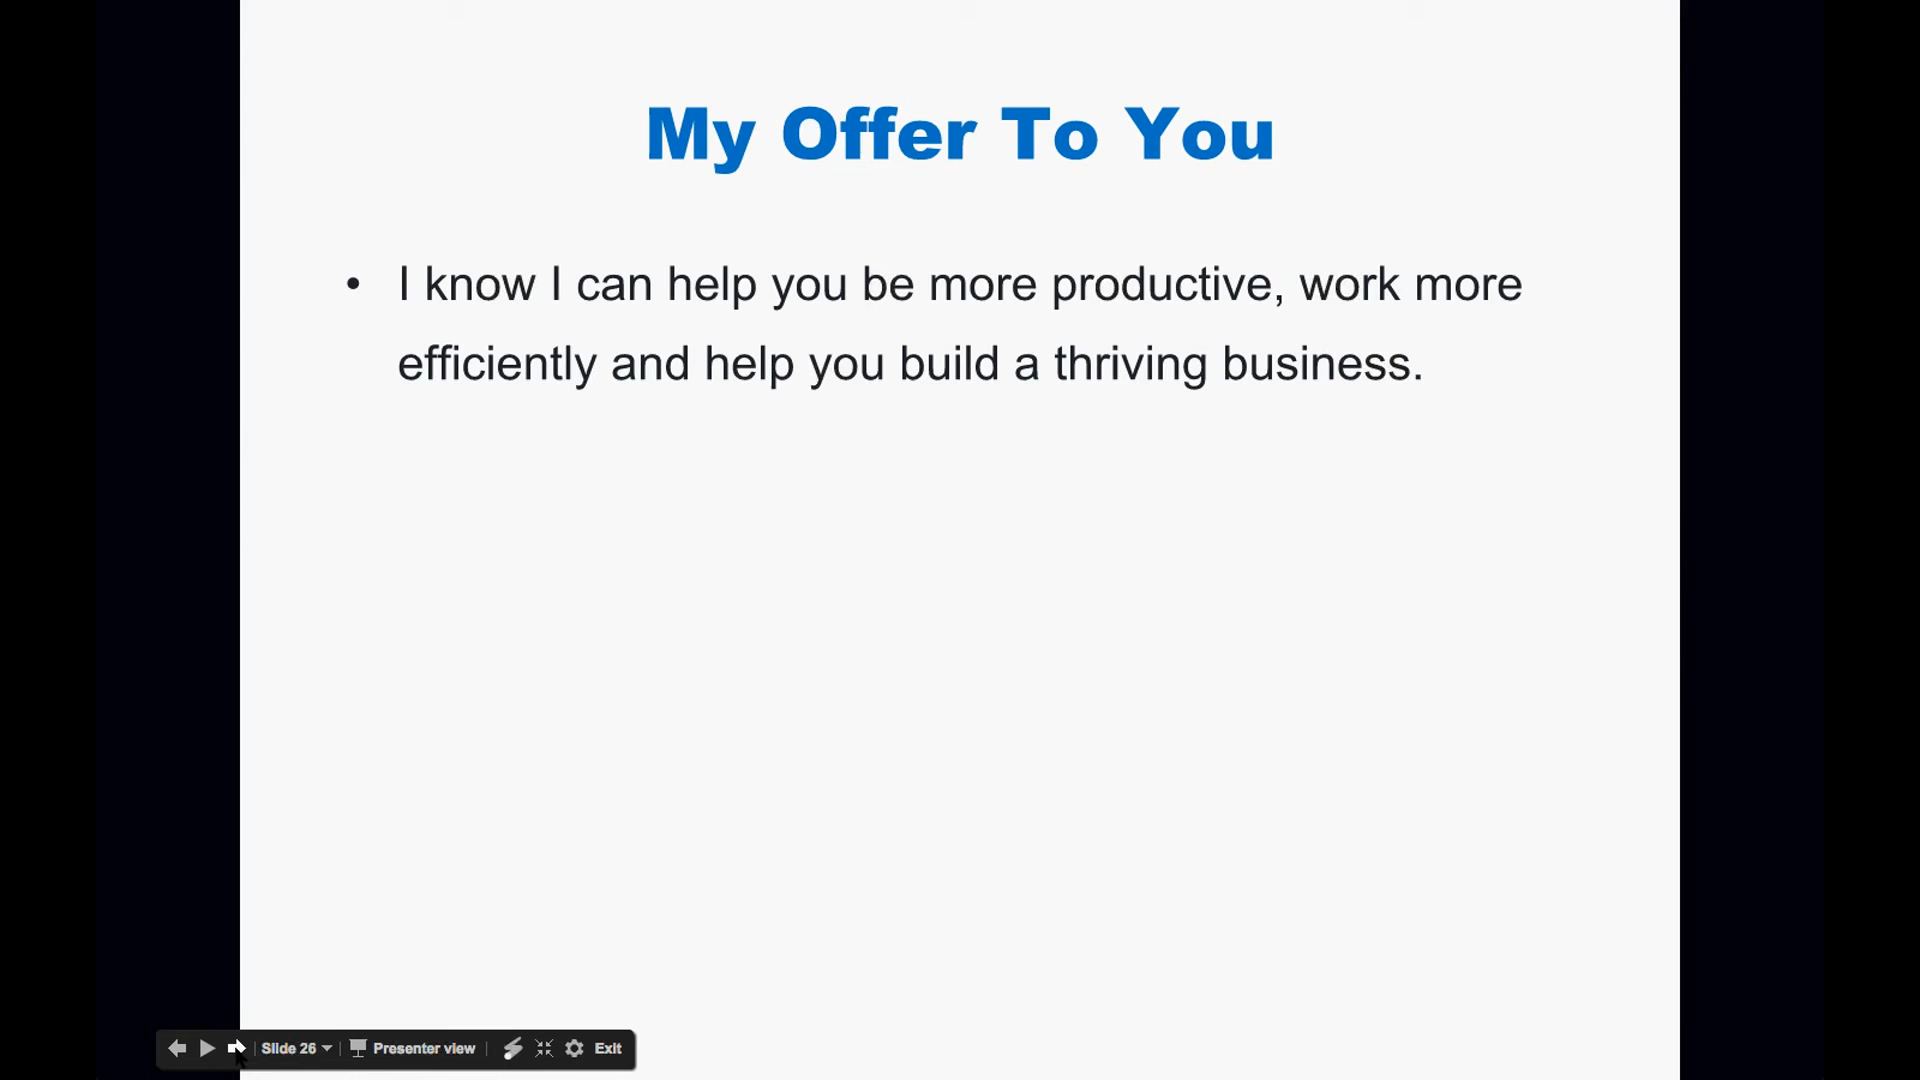 My Offer To You
• I know I can help you be more productive, work more
efficiently and help you build a thriving business.
Slide 26 Presenter view Exit